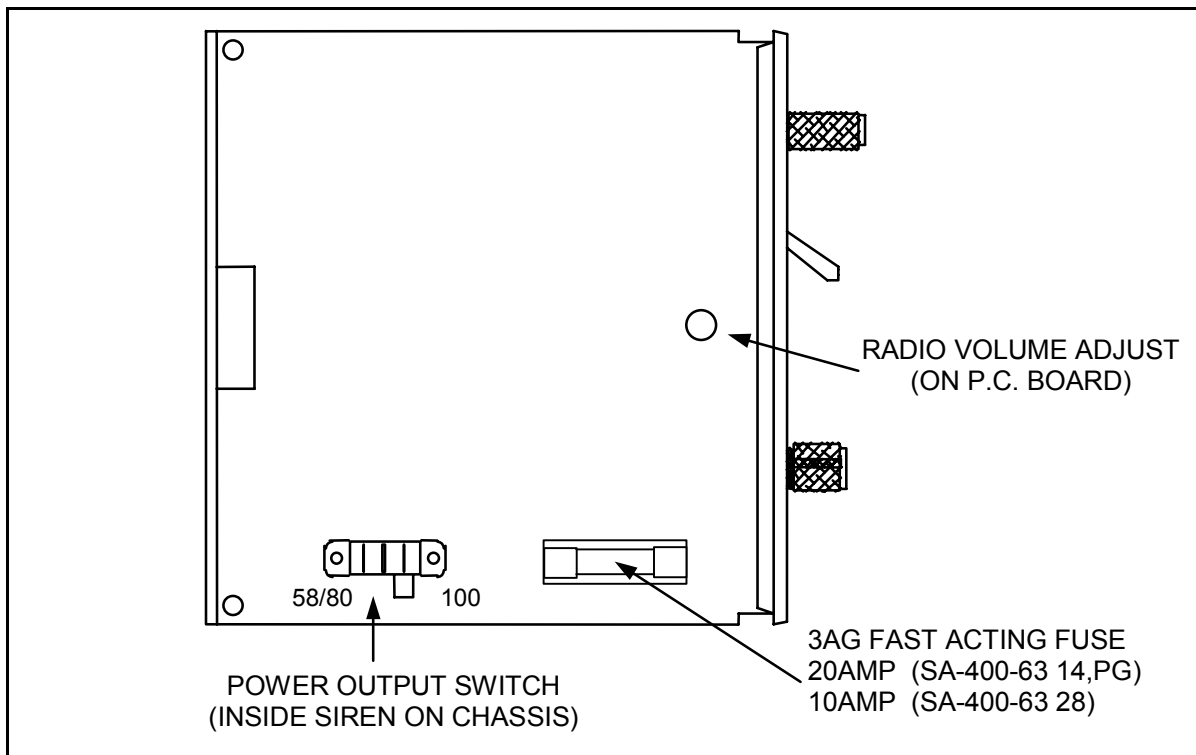 RADIO VOLUME ADJUST
(ON P.C. BOARD)
58/80 100
POWER OUTPUT SWITCH
(INSIDE SIREN ON CHASSIS)
3AG FAST ACTING FUSE
20AMP (SA-400-63 14,PG)
10AMP (SA-400-63 28)